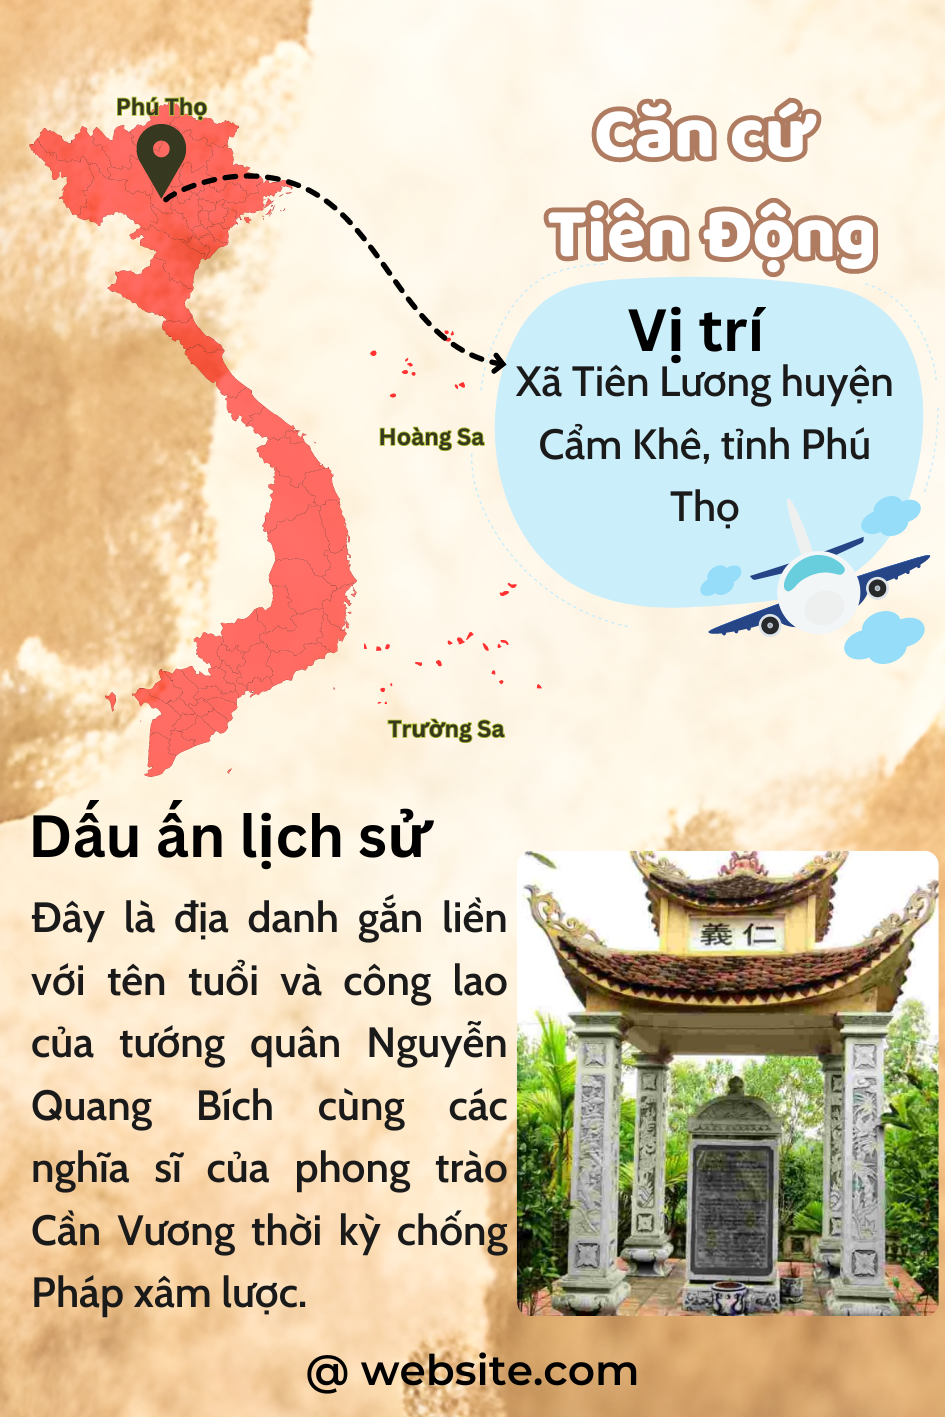 Phú Thọ
Căn cứ
Tiên Động
Vị trí
Xã Tiên Lương huyện
Cẩm Khê, tỉnh Phú
Thọ
Hoàng Sa
Trường Sa
Dấu ấn lịch sử
Đây là địa danh gắn liền
với tên tuổi và công lao
của tướng quân Nguyễn
Quang Bích cùng các
nghĩa sĩ của phong trào
Cần Vương thời kỳ chống
Pháp xâm lược.
義仁
@ website.com